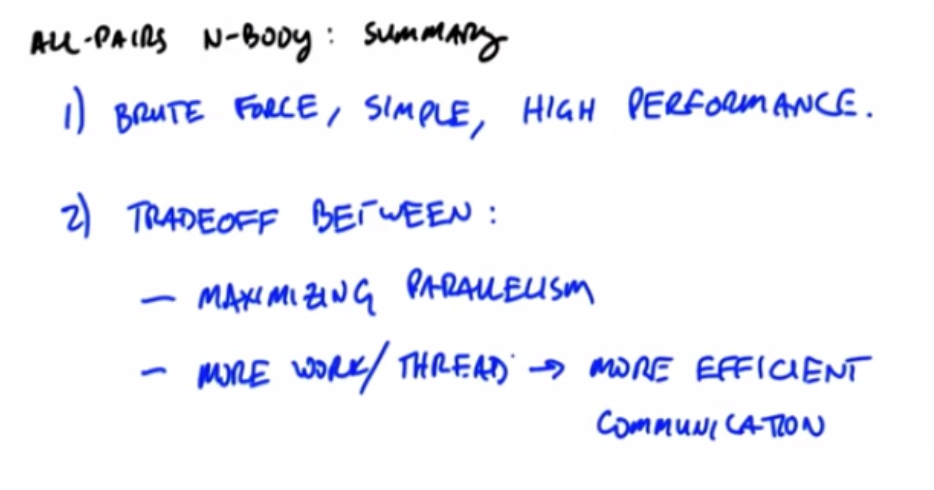 ALL-PAIRS N-BODY: SUMMARY
1) BRUTE FORCE, SIMPLE, HIGH PERFORMANCE.
2) TRADEOFF BETWEEN:
- MAXIMIZING PARALLELISM
- MORE WORK/THREAD → MORE EFFICIENT
COMMUNICATION